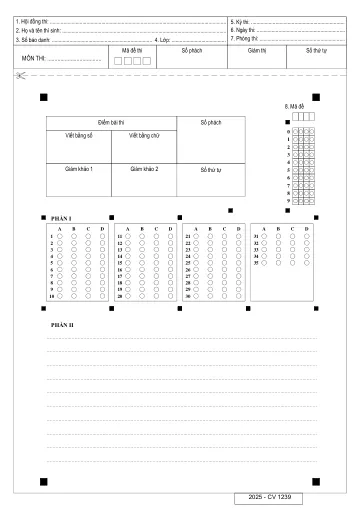 1. Hội đồng thi: ............................................................
5. Kỳ thi: ............................................
2. Họ và tên thí sinh: ............................................................
6. Ngày thi: ............................................
3. Số báo danh: ............................................ 4. Lớp: ..............................
7. Phòng thi: ............................................
MÔN THI: ..............................
Mã đề thi
Số phách
Giám thị
Số thứ tự
8. Mã đề
Điểm bài thi
Số phách
Viết bằng số
Viết bằng chữ
Giám khảo 1
Giám khảo 2
Số thứ tự
0
1
2
3
4
5
6
7
8
9
PHẦN I
A B C D A B C D A B C D A B C D
1 11 21 31
2 12 22 32
3 13 23 33
4 14 24 34
5 15 25 35
6 16 26
7 17 27
8 18 28
9 19 29
10 20 30
PHẦN II
2025 - CV 1239